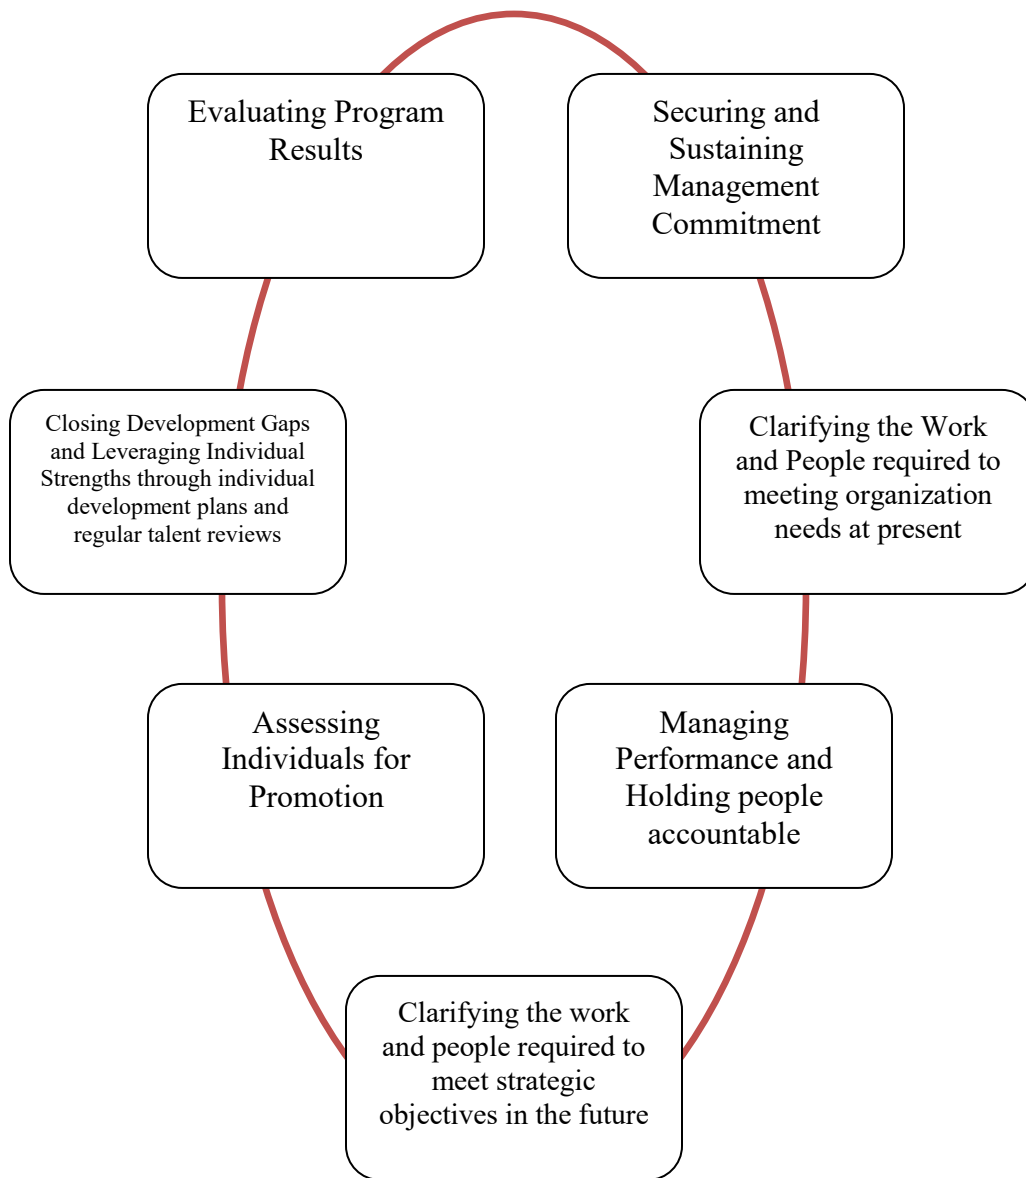 Evaluating Program
Results
Securing and
Sustaining
Management
Commitment
Closing Development Gaps
and Leveraging Individual
Strengths through individual
development plans and
regular talent reviews
Clarifying the Work
and People required to
meeting organization
needs at present
Assessing
Individuals for
Promotion
Managing
Performance and
Holding people
accountable
Clarifying the work
and people required to
meet strategic
objectives in the future